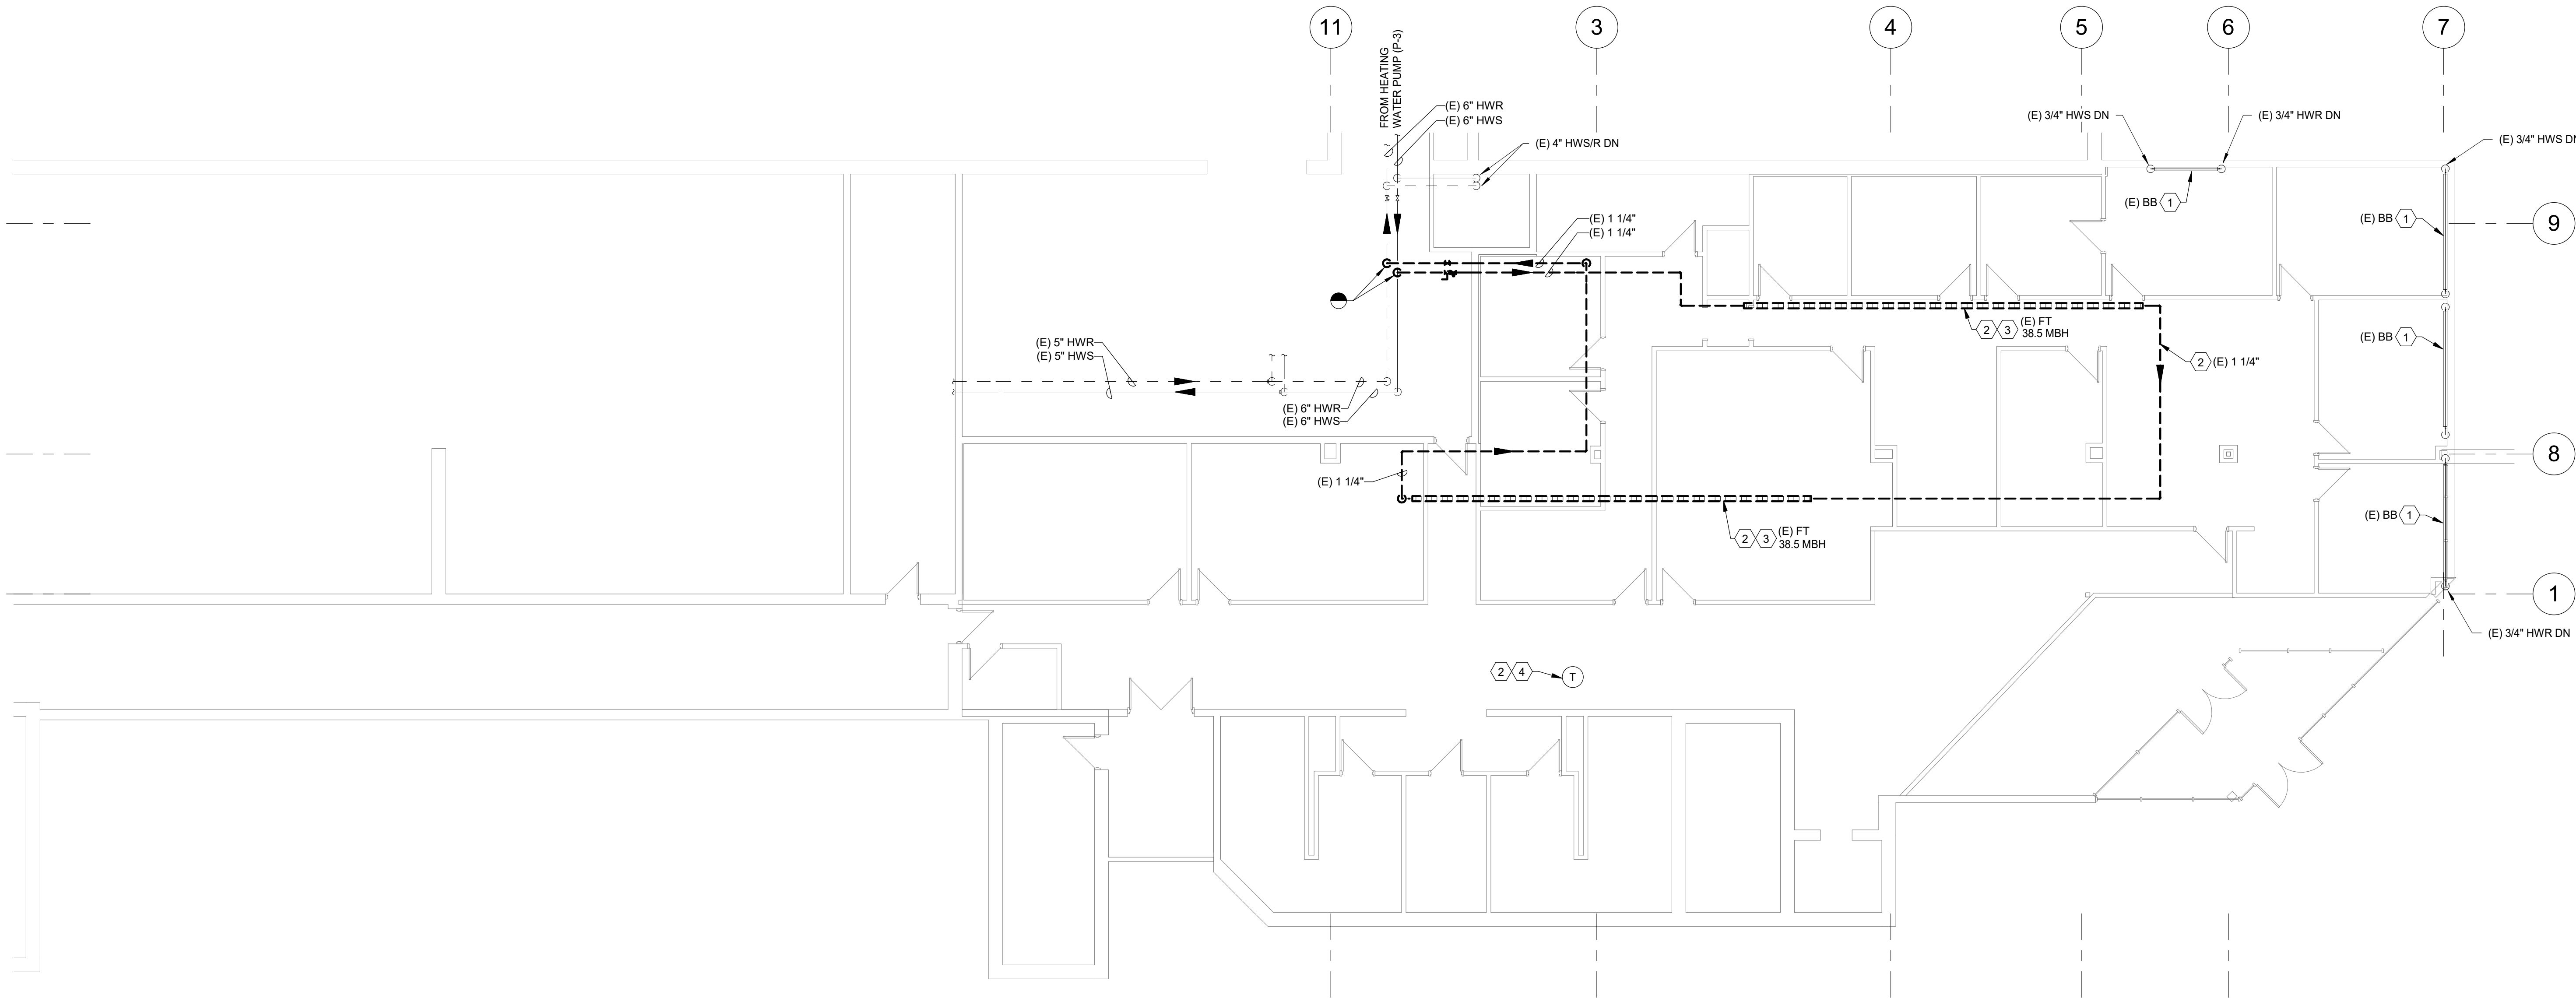 11
3
4
5
6
7
FROM HEATING
WATER PUMP (P-3)
(E) 6" HWR
(E) 6" HWS
(E) 4" HWS/R DN
(E) 3/4" HWS DN
(E) 3/4" HWR DN
(E) 3/4" HWS DN
(E) BB 1
(E) BB 1
9
(E) 1 1/4"
(E) 1 1/4"
(E) 5" HWR
(E) 5" HWS
2 3 (E) FT
38.5 MBH
(E) BB 1
2 (E) 1 1/4"
(E) 6" HWR
(E) 6" HWS
8
(E) 1 1/4"
(E) BB 1
2 3 (E) FT
38.5 MBH
1
(E) 3/4" HWR DN
2 4 T